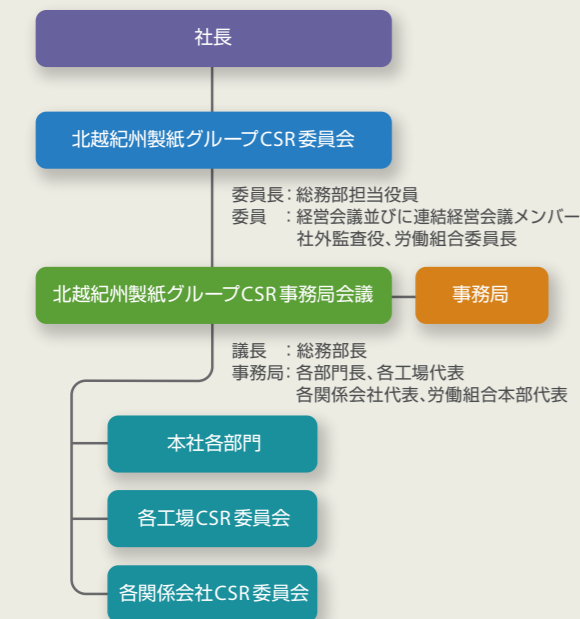 社長
北越紀州製紙グループCSR委員会
委員長：総務部担当役員
委員　：経営会議並びに連結経営会議メンバー
社外監査役、労働組合委員長
北越紀州製紙グループCSR事務局会議
事務局
議長　：総務部長
事務局：各部門長、各工場代表
各関係会社代表、労働組合本部代表
本社各部門
各工場CSR委員会
各関係会社CSR委員会